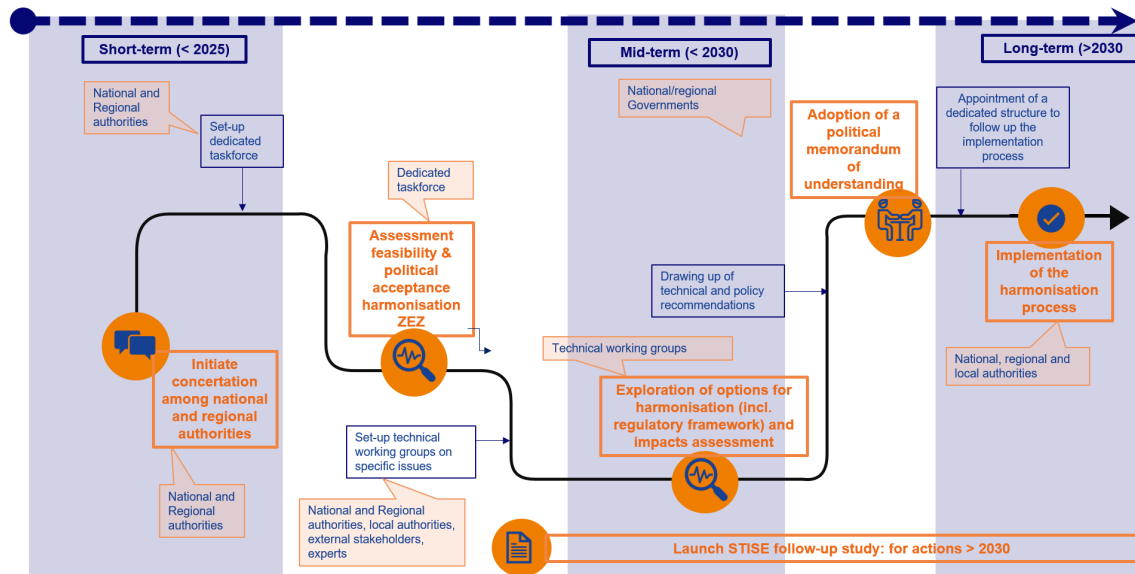 Short-term (< 2025)
Mid-term (< 2030)
Long-term (>2030
National and
Regional
authorities
Set-up
dedicated
taskforce
Dedicated
taskforce
Assessment
feasibility &
political
acceptance
harmonisation
ZEZ
Initiate
concertation
among national
and regional
authorities
National and
Regional
authorities
Set-up technical
working groups on
specific issues
National and Regional
authorities, local authorities,
external stakeholders,
experts
National/regional
Governments
Adoption of a
political
memorandum
of
understanding
Drawing up of
technical and policy
recommendations
Technical working groups
Exploration of options for
harmonisation (incl.
regulatory framework) and
impacts assessment
Appointment of a
dedicated structure to
follow up the
implementation
process
Implementation
of the
harmonisation
process
National, regional and
local authorities
Launch STISE follow-up study: for actions > 2030